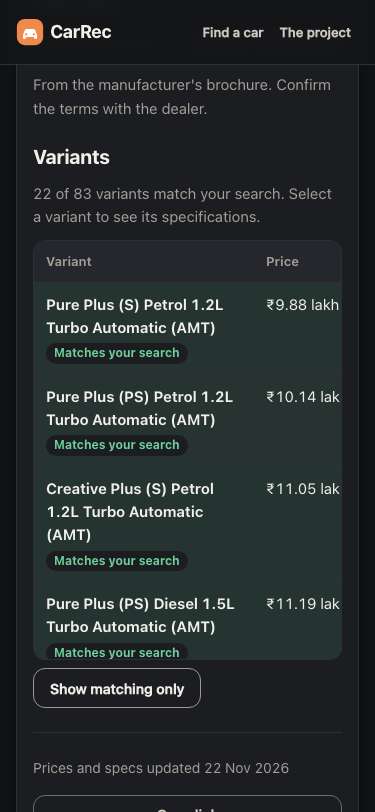 CarRec
Find a car
The project
From the manufacturer's brochure. Confirm
the terms with the dealer.
Variants
22 of 83 variants match your search. Select
a variant to see its specifications.
Variant
Price
Pure Plus (S) Petrol 1.2L
Turbo Automatic (AMT)
₹9.88 lakh
Matches your search
Pure Plus (PS) Petrol 1.2L
Turbo Automatic (AMT)
₹10.14 lak
Matches your search
Creative Plus (S) Petrol
1.2L Turbo Automatic
(AMT)
₹11.05 lak
Matches your search
Pure Plus (PS) Diesel 1.5L
Turbo Automatic (AMT)
₹11.19 lak
Matches your search
Show matching only
Prices and specs updated 22 Nov 2026